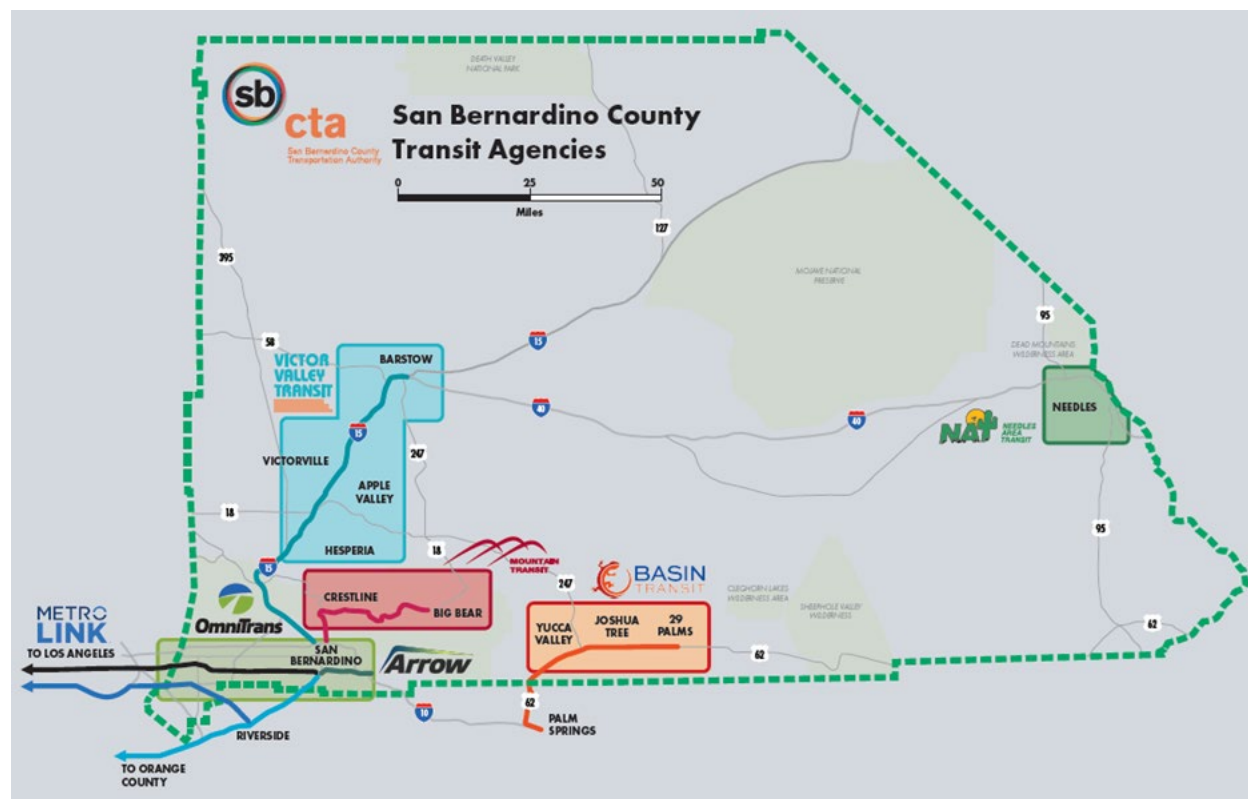 DEATH VALLEY
NATIONAL PARK
sb
cta
San Bernardino County
Transportation Authority
San Bernardino County
Transit Agencies
0 25 50
Miles
127
395
MOJAVE NATIONAL
PRESERVE
95
15
58
DEAD MOUNTAINS
WILDERNESS AREA
VICTOR
VALLEY
TRANSIT
BARSTOW
40
40
NEEDLES
NAT
NEEDLES
AREA
TRANSIT
15
247
VICTORVILLE
APPLE
VALLEY
18
95
HESPERIA
18
15
MOUNTAIN
TRANSIT
247
BASIN
TRANSIT
CLEGHORN LAKES
WILDERNESS AREA
SHEEPHOLE VALLEY
WILDERNESS
CRESTLINE
BIG BEAR
METRO
LINK
OmniTrans
YUCCA
VALLEY
JOSHUA
TREE
29
PALMS
62
TO LOS ANGELES
SAN
BERNARDINO
Arrow
62
62
10
PALM
SPRINGS
RIVERSIDE
TO ORANGE
COUNTY